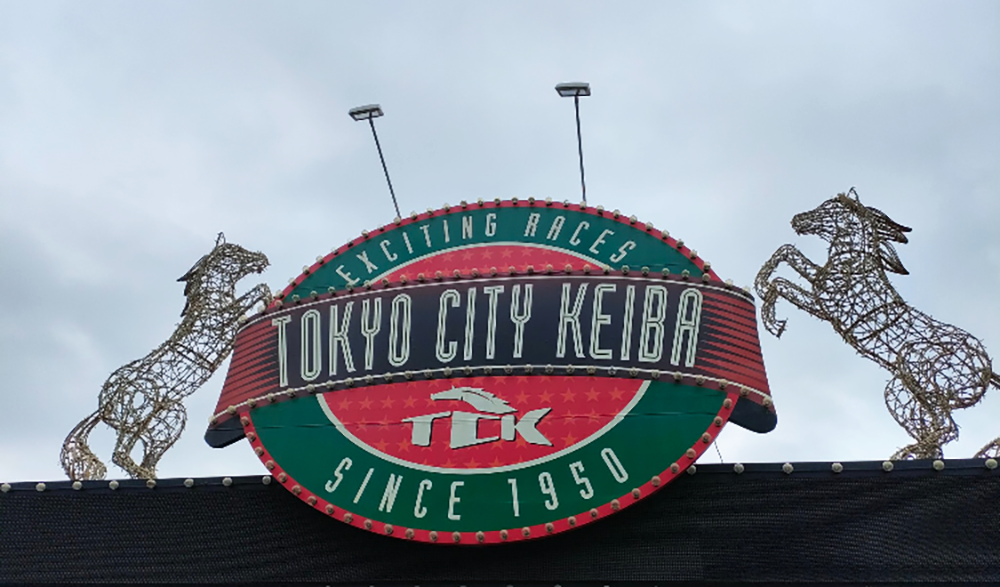 EXCITING RACES
TOKYO CITY KEIBA
TCK
SINCE 1950